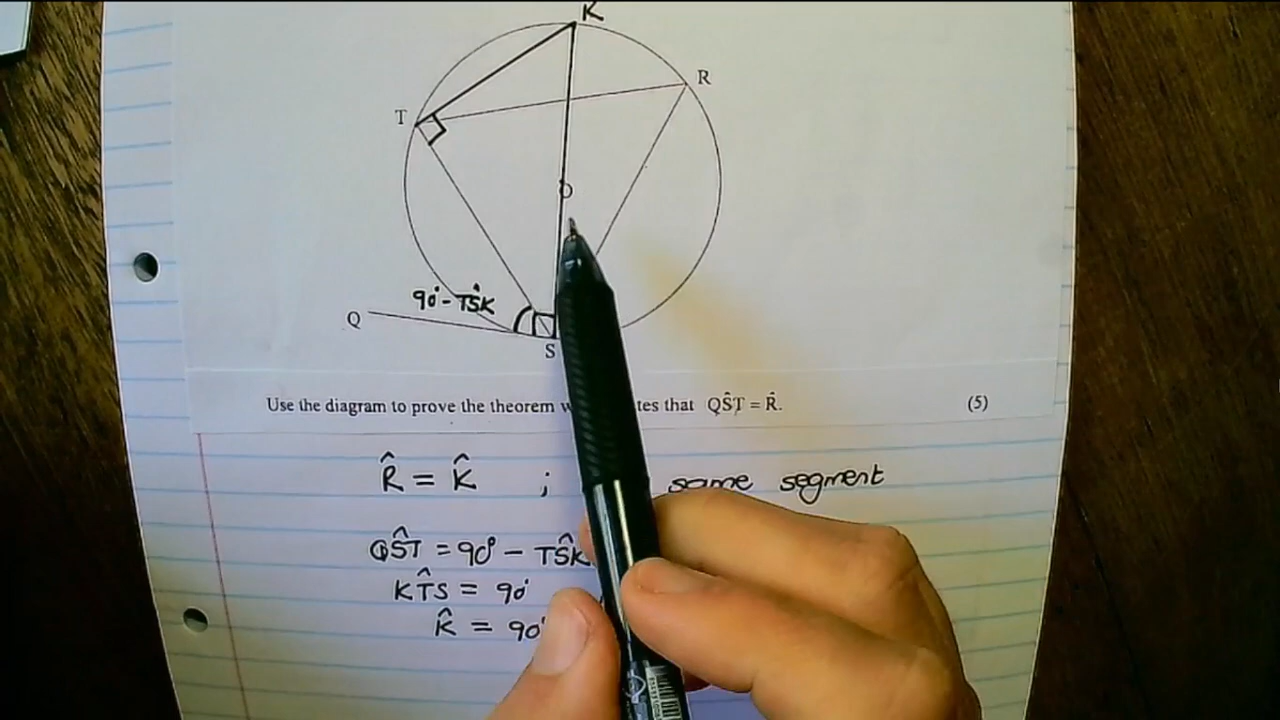 K
R
T
90°- TŜK
Q
S
Use the diagram to prove the theorem tes that QŜT = R̂.
(5)
R̂ = K̂ ; same segment
QŜT = 90° - TŜK
KT̂S = 90°
K̂ = 90°